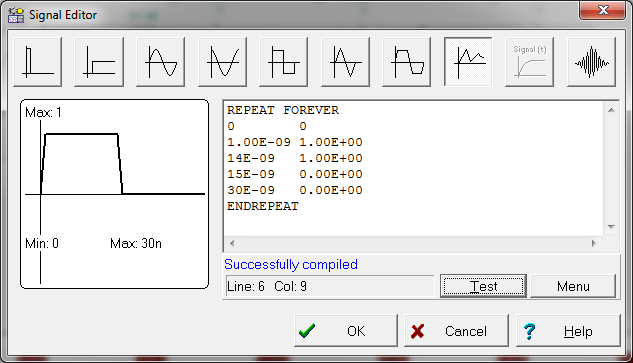 Signal Editor
Signal (t)
Max: 1
Min: 0 Max: 30n
REPEAT FOREVER
0 0
1.00E-09 1.00E+00
14E-09 1.00E+00
15E-09 0.00E+00
30E-09 0.00E+00
ENDREPEAT
Successfully compiled
Line: 6 Col: 9
Test
Menu
OK
Cancel
? Help